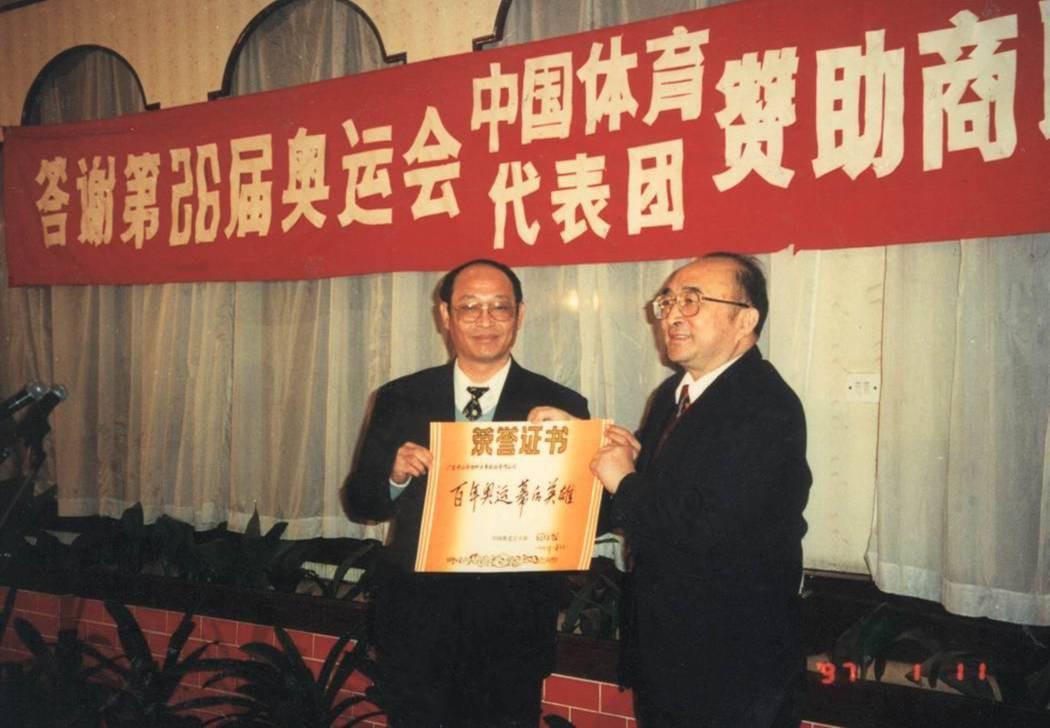 答谢第26届奥运会中国体育代表团赞助商
荣誉证书
百年奥运幕后英雄
'97 1 11